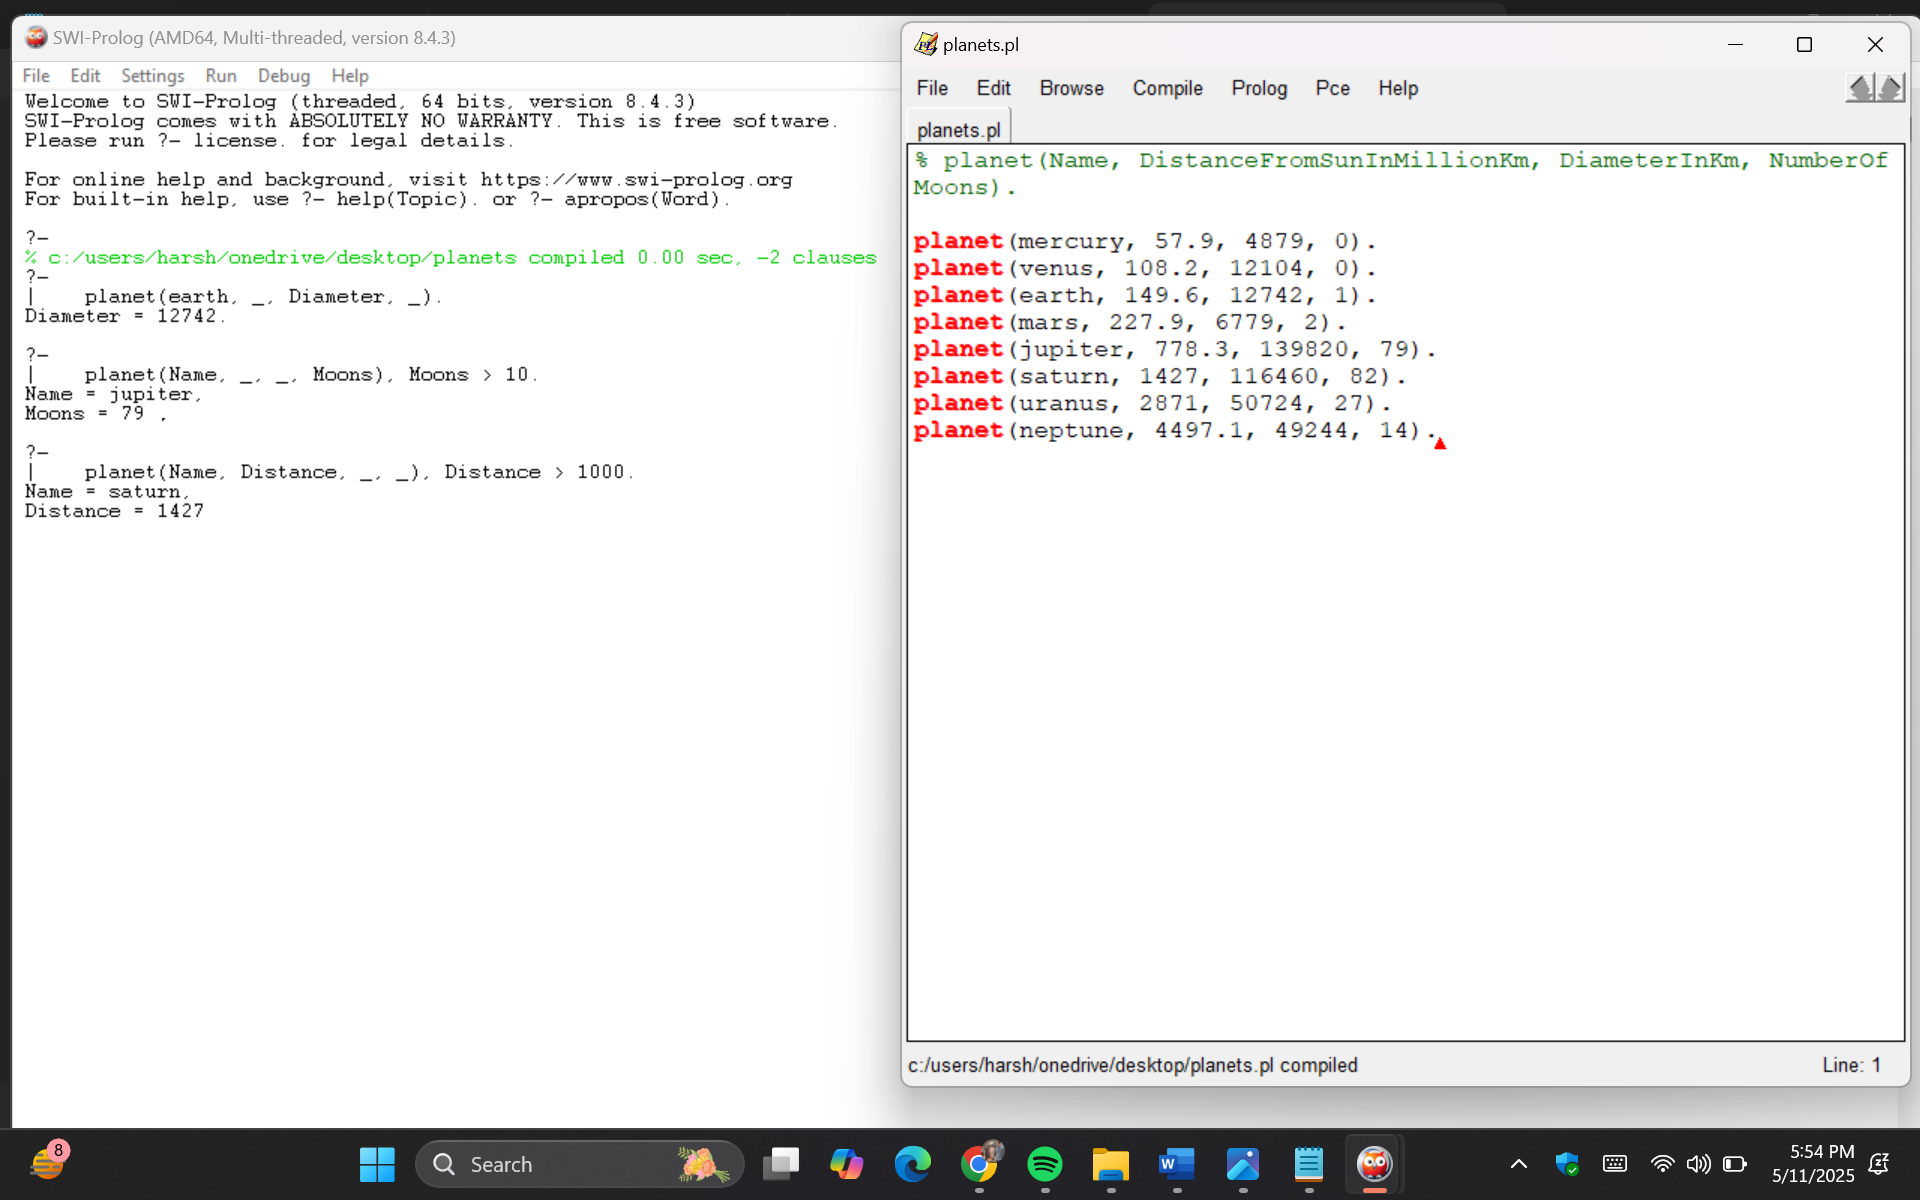 SWI-Prolog (AMD64, Multi-threaded, version 8.4.3)
File Edit Settings Run Debug Help
Welcome to SWI-Prolog (threaded, 64 bits, version 8.4.3)
SWI-Prolog comes with ABSOLUTELY NO WARRANTY. This is free software.
Please run ?- license. for legal details.
For online help and background, visit https://www.swi-prolog.org
For built-in help, use ?- help(Topic). or ?- apropos(Word).
?-
% c:/users/harsh/onedrive/desktop/planets compiled 0.00 sec, -2 clauses
?-
| planet(earth, _, Diameter, _).
Diameter = 12742.
?-
| planet(Name, _, _, Moons), Moons > 10.
Name = jupiter,
Moons = 79 ,
?-
| planet(Name, Distance, _, _), Distance > 1000.
Name = saturn,
Distance = 1427
planets.pl
File Edit Browse Compile Prolog Pce Help
planets.pl
% planet(Name, DistanceFromSunInMillionKm, DiameterInKm, NumberOf
Moons).
planet(mercury, 57.9, 4879, 0).
planet(venus, 108.2, 12104, 0).
planet(earth, 149.6, 12742, 1).
planet(mars, 227.9, 6779, 2).
planet(jupiter, 778.3, 139820, 79).
planet(saturn, 1427, 116460, 82).
planet(uranus, 2871, 50724, 27).
planet(neptune, 4497.1, 49244, 14).
c:/users/harsh/onedrive/desktop/planets.pl compiled Line: 1
8
Search
5:54 PM
5/11/2025